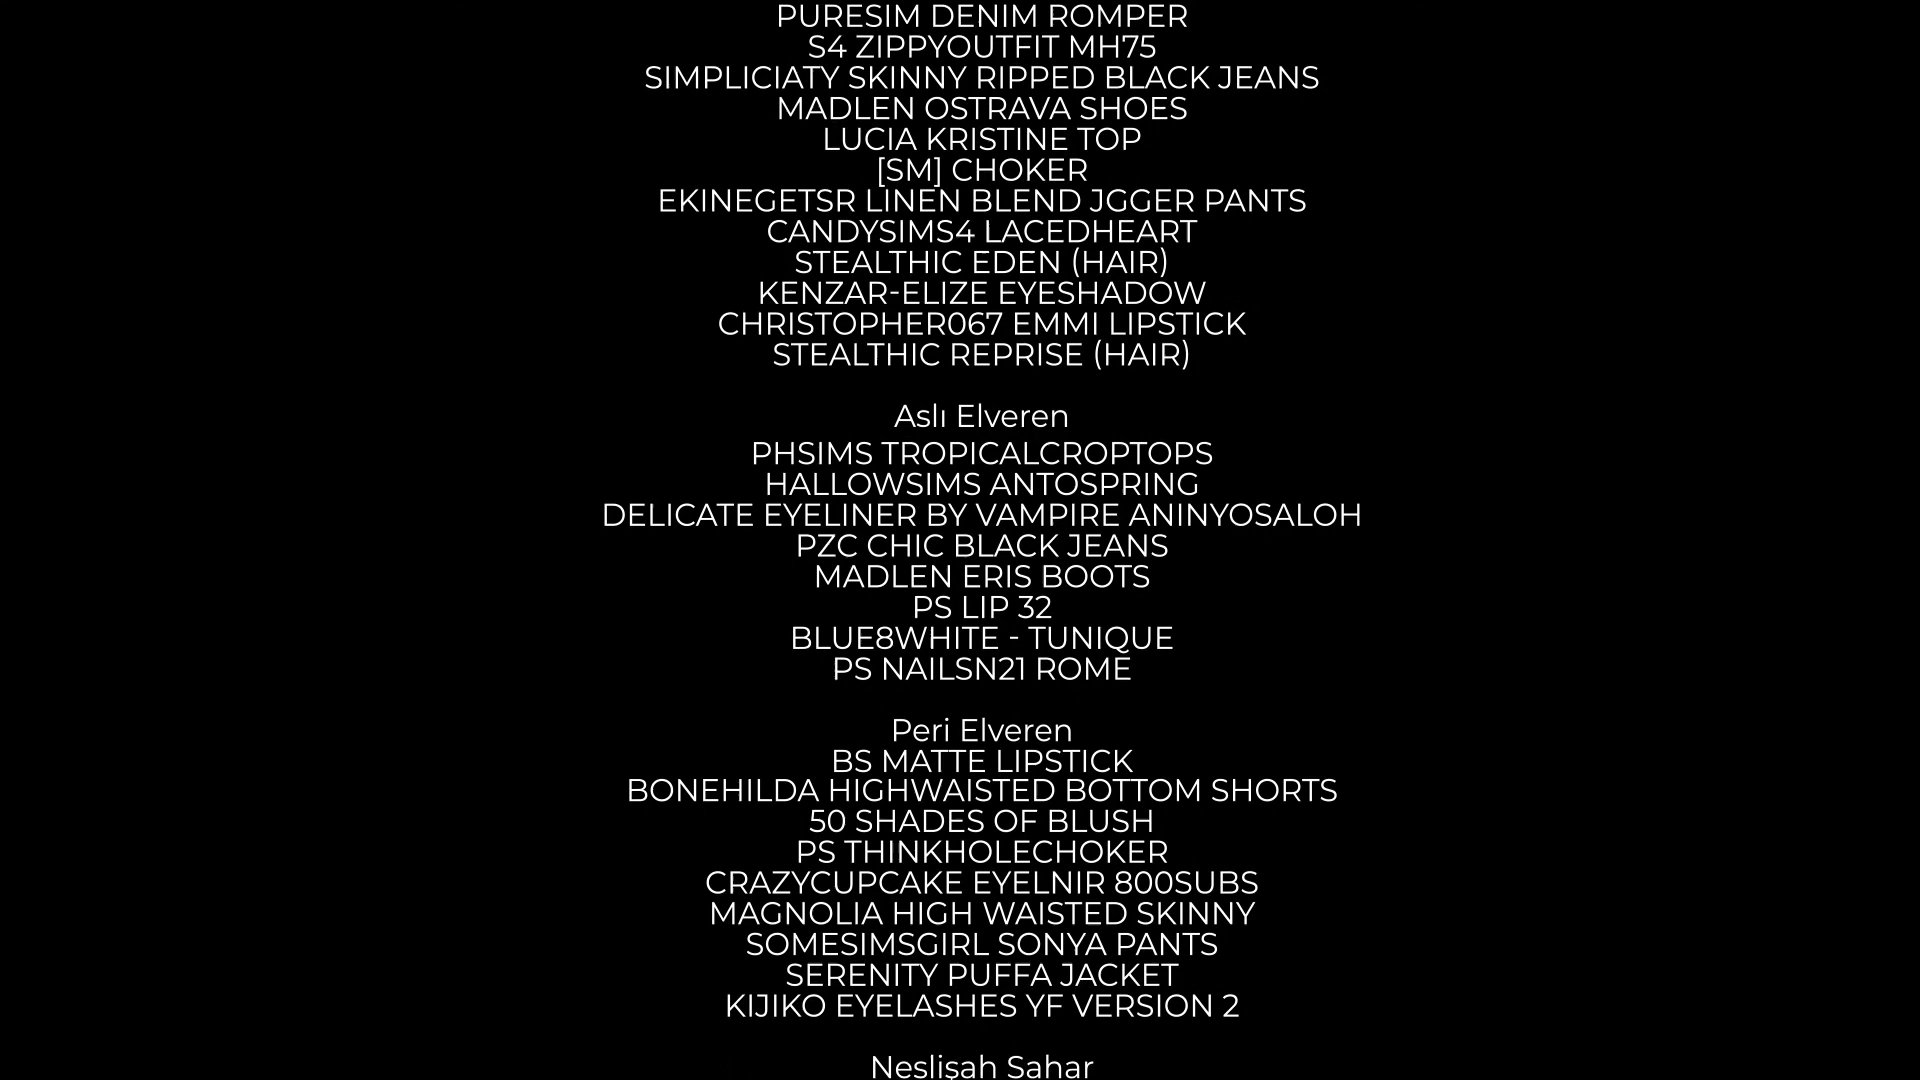 PURESIM DENIM ROMPER
S4 ZIPPYOUTFIT MH75
SIMPLICIATY SKINNY RIPPED BLACK JEANS
MADLEN OSTRAVA SHOES
LUCIA KRISTINE TOP
[SM] CHOKER
EKINEGETSR LINEN BLEND JGGER PANTS
CANDYSIMS4 LACEDHEART
STEALTHIC EDEN (HAIR)
KENZAR-ELIZE EYESHADOW
CHRISTOPHER067 EMMI LIPSTICK
STEALTHIC REPRISE (HAIR)
Aslı Elveren
PHSIMS TROPICALCROPTOPS
HALLOWSIMS ANTOSPRING
DELICATE EYELINER BY VAMPIRE ANINYOSALOH
PZC CHIC BLACK JEANS
MADLEN ERIS BOOTS
PS LIP 32
BLUE8WHITE - TUNIQUE
PS NAILSN21 ROME
Peri Elveren
BS MATTE LIPSTICK
BONEHILDA HIGHWAISTED BOTTOM SHORTS
50 SHADES OF BLUSH
PS THINKHOLECHOKER
CRAZYCUPCAKE EYELNIR 800SUBS
MAGNOLIA HIGH WAISTED SKINNY
SOMESIMSGIRL SONYA PANTS
SERENITY PUFFA JACKET
KIJIKO EYELASHES YF VERSION 2
Neslişah Sahar